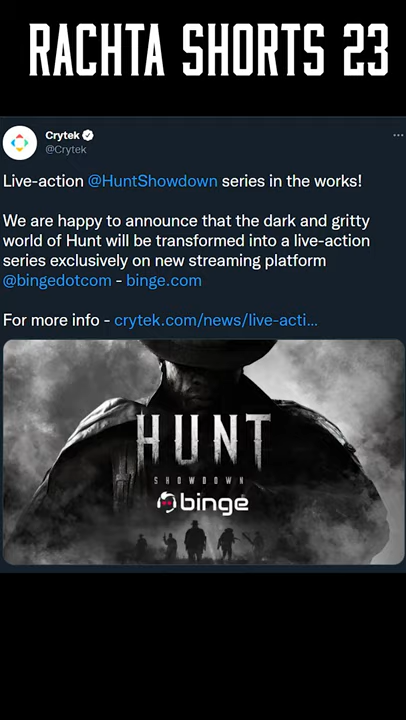 RACHTA SHORTS 23
Crytek
@Crytek
Live-action @HuntShowdown series in the works!
We are happy to announce that the dark and gritty
world of Hunt will be transformed into a live-action
series exclusively on new streaming platform
@bingedotcom - binge.com
For more info - crytek.com/news/live-acti...
HUNT
SHOWDOWN
binge